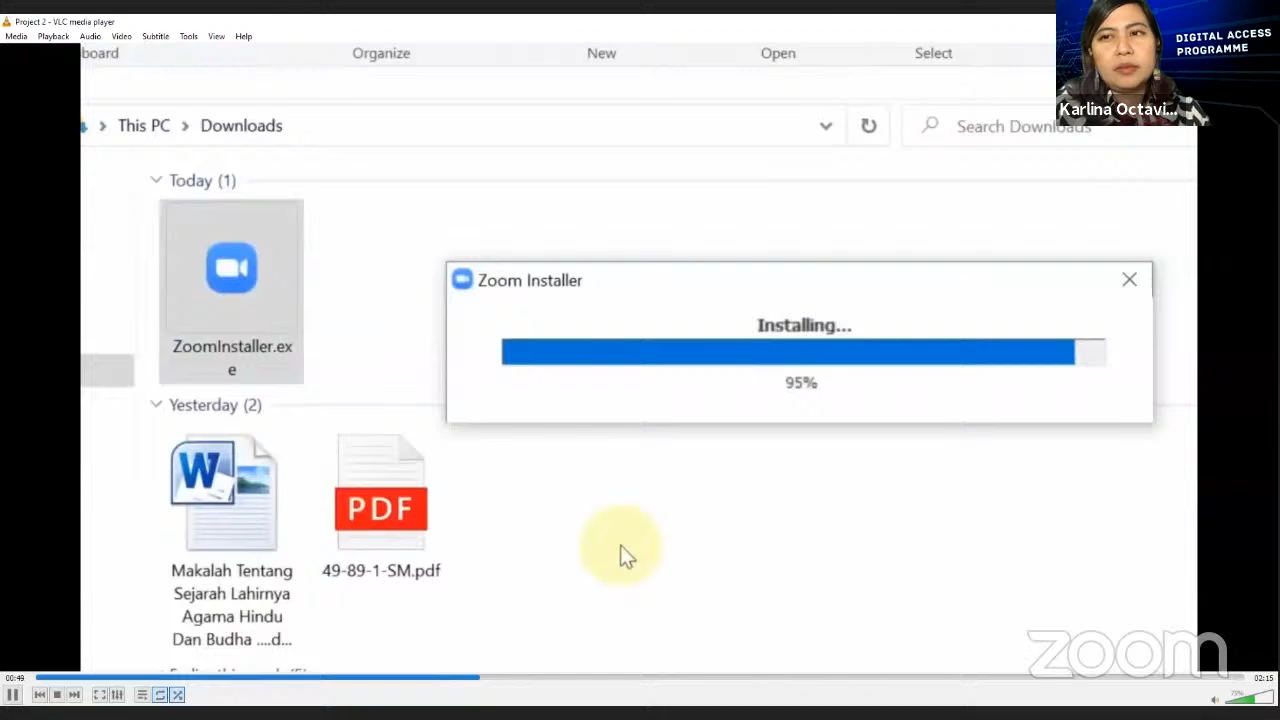 Project 2 - VLC media player
Media Playback Audio Video Subtitle Tools View Help
DIGITAL ACCESS
PROGRAMME
Karlina Octavi...
board Organize New Open Select
This PC > Downloads
Search Downloads
Today (1)
ZoomInstaller.ex
e
Zoom Installer
Installing...
95%
Yesterday (2)
W
PDF
Makalah Tentang
Sejarah Lahirnya
Agama Hindu
Dan Budha ....d...
49-89-1-SM.pdf
zoom
00:49
02:15